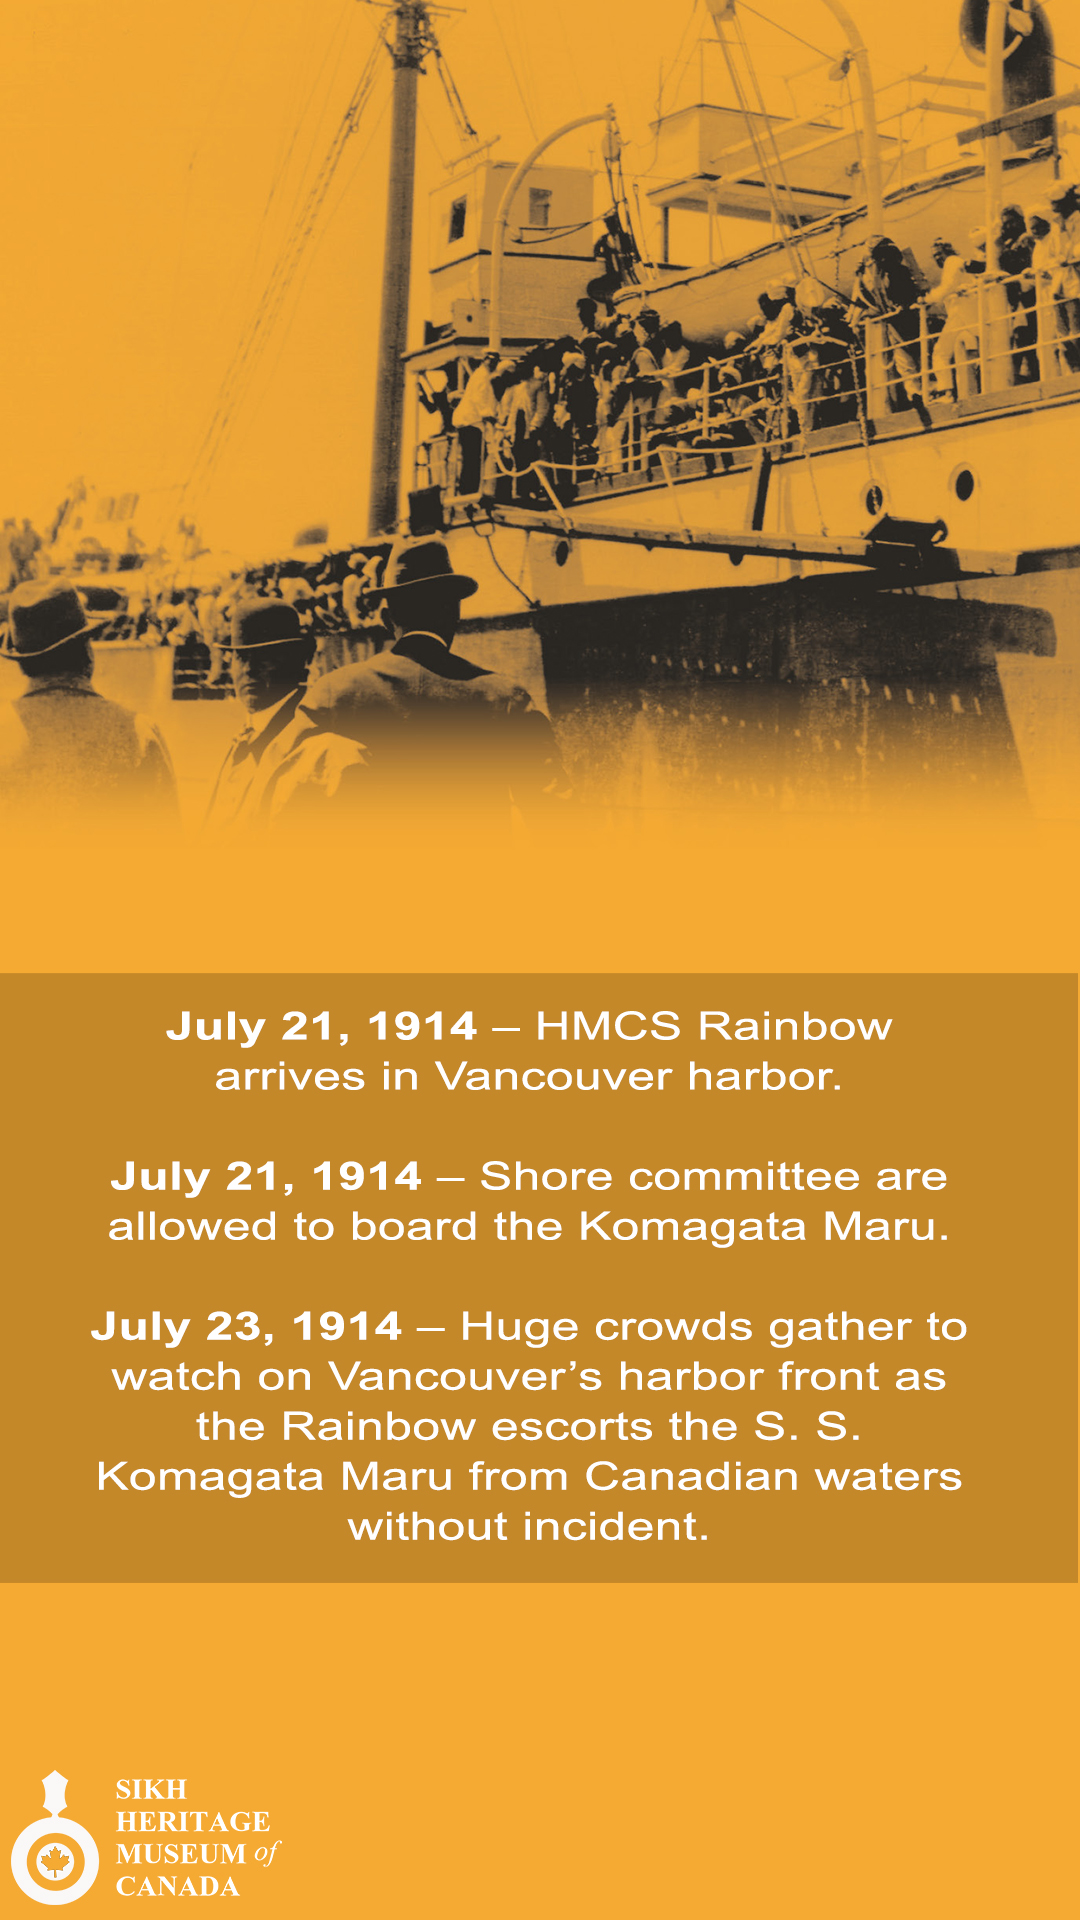 July 21, 1914 – HMCS Rainbow
arrives in Vancouver harbor.
July 21, 1914 – Shore committee are
allowed to board the Komagata Maru.
July 23, 1914 – Huge crowds gather to
watch on Vancouver’s harbor front as
the Rainbow escorts the S. S.
Komagata Maru from Canadian waters
without incident.
SIKH
HERITAGE
MUSEUM of
CANADA